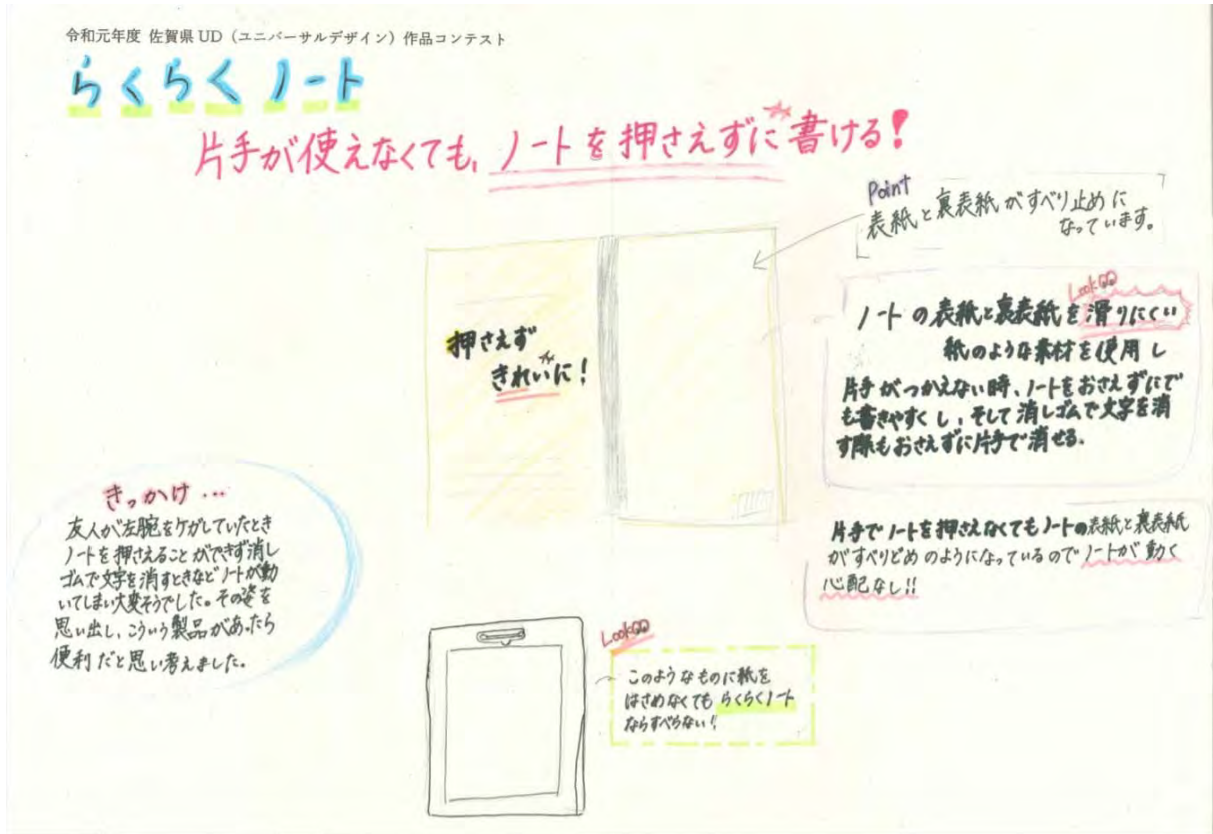 令和元年度 佐賀県 UD（ユニバーサルデザイン）作品コンテスト
らくらくノート
片手が使えなくても、ノートを押さえずに書ける！
Point
表紙と裏表紙がすべり止めに
なっています。
Look
ノートの表紙と裏表紙を滑りにくい
紙のような素材を使用し
片手がつかえない時、ノートをおさえずにで
も書きやすくし、そして消しゴムで文字を消
す際もおさえずに片手で消せる.
押さえず
きれいに！
片手でノートを押さえなくてもノートの表紙と裏表紙
がすべりどめのようになっているのでノートが動く
心配なし!!
きっかけ…
友人が左腕をケガしていたとき
ノートを押さえることができず消し
ゴムで文字を消すときなどノートが動
いてしまい大変そうでした。その姿を
思い出し、こういう製品があったら
便利だと思い考えました。
Look
このようなものに紙を
はさめなくてもらくらくノート
ならすべらない!!